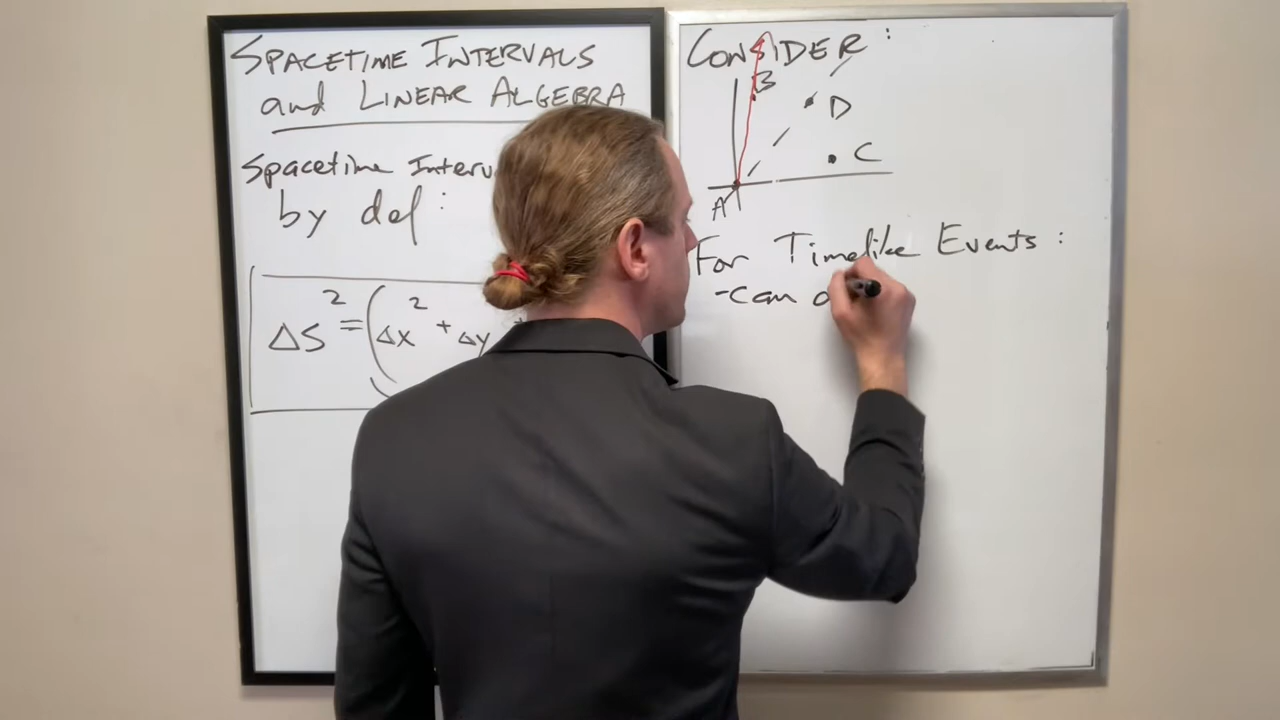 SPACETIME INTERVALS
and LINEAR ALGEBRA
Spacetime
by def:
ΔS² = (Δx² + Δy
CONSIDER:
B
D
C
A
For Timelike Events:
-can